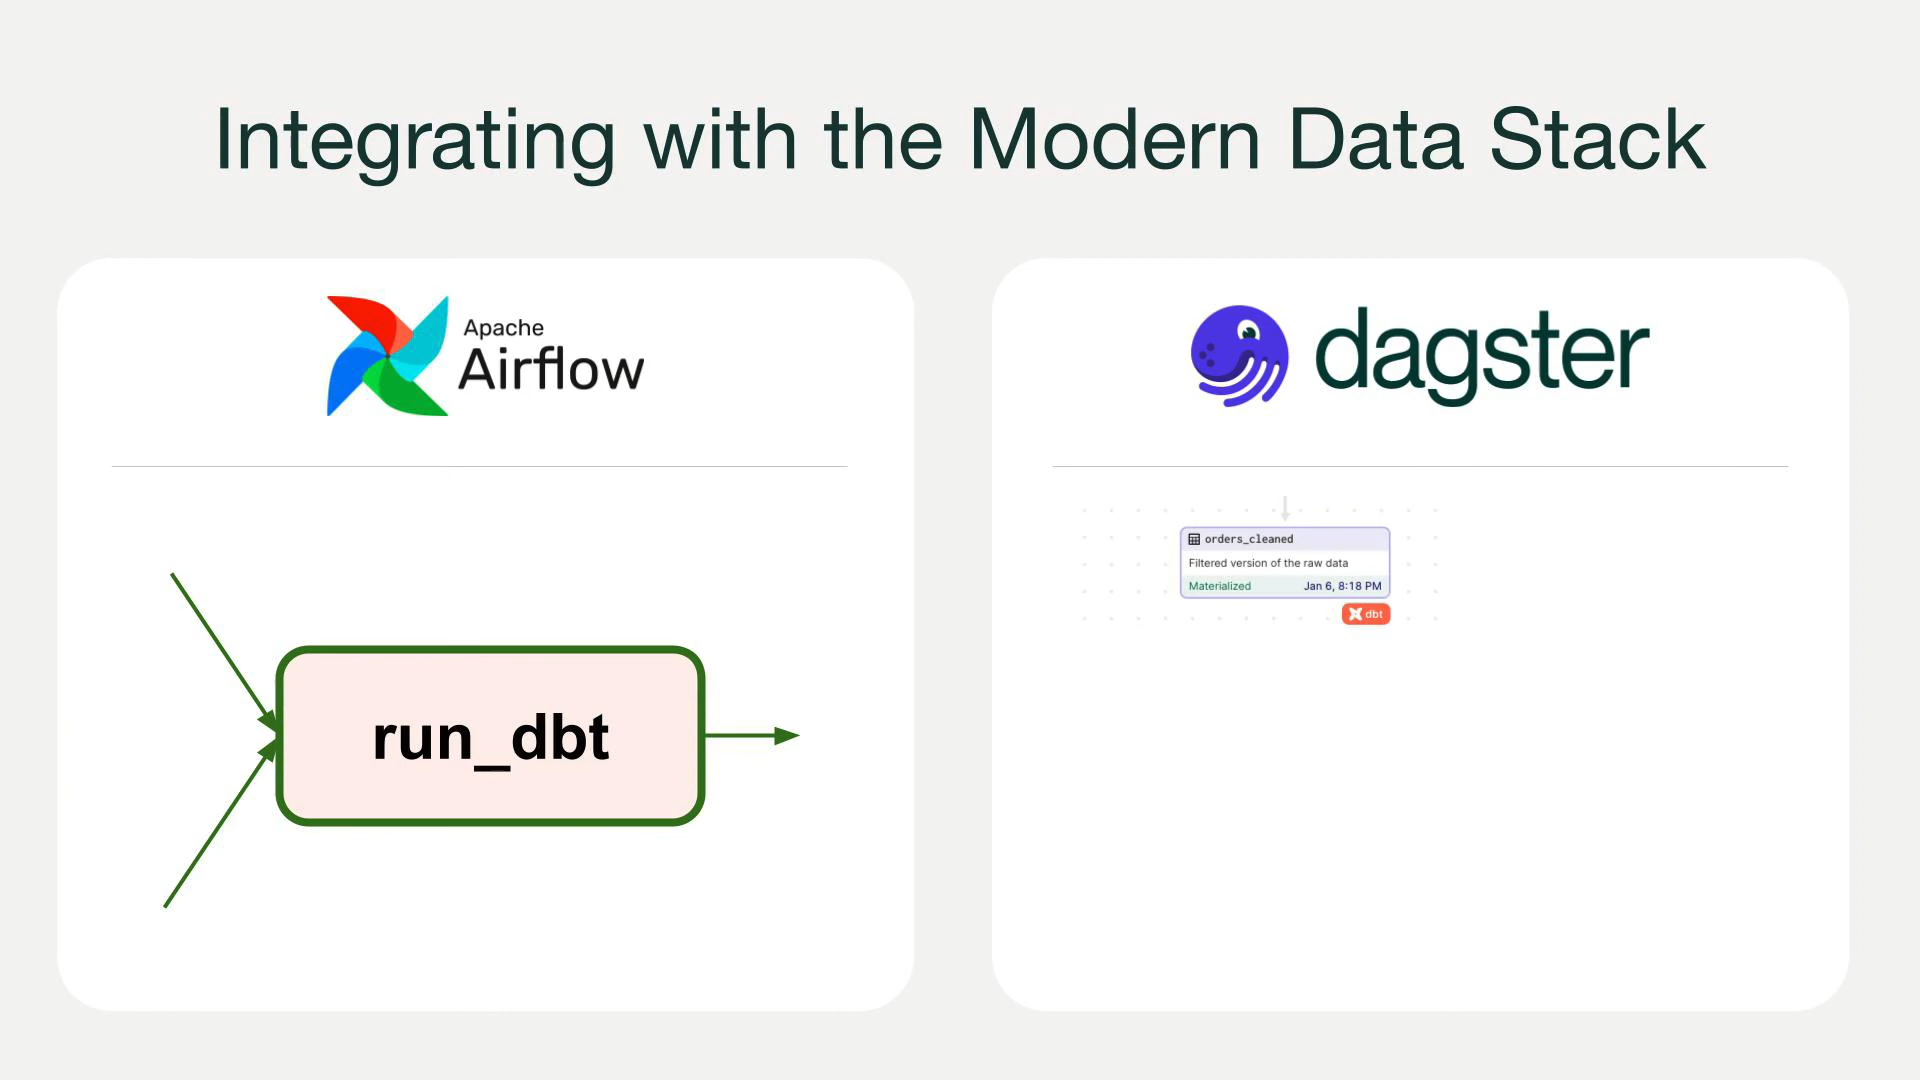 Integrating with the Modern Data Stack
Apache
Airflow
run_dbt
dagster
orders_cleaned
Filtered version of the raw data
Materialized Jan 6, 8:18 PM
dbt